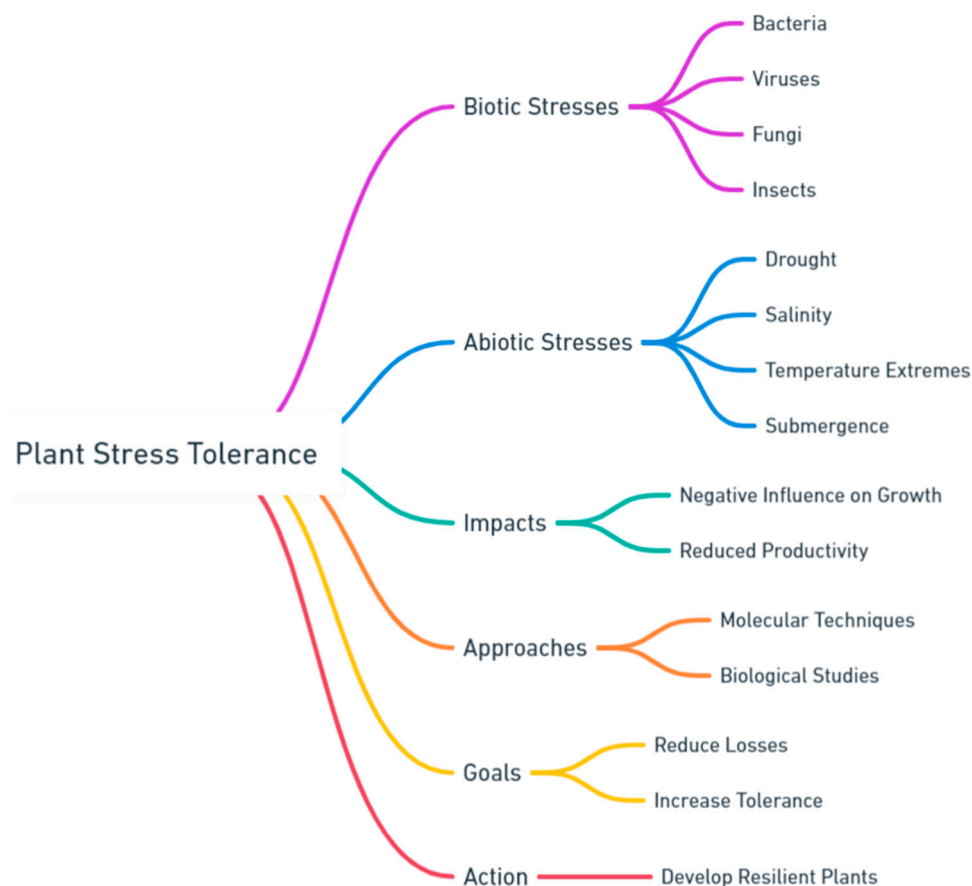 Plant Stress Tolerance
Biotic Stresses
Bacteria
Viruses
Fungi
Insects
Abiotic Stresses
Drought
Salinity
Temperature Extremes
Submergence
Impacts
Negative Influence on Growth
Reduced Productivity
Approaches
Molecular Techniques
Biological Studies
Goals
Reduce Losses
Increase Tolerance
Action
Develop Resilient Plants